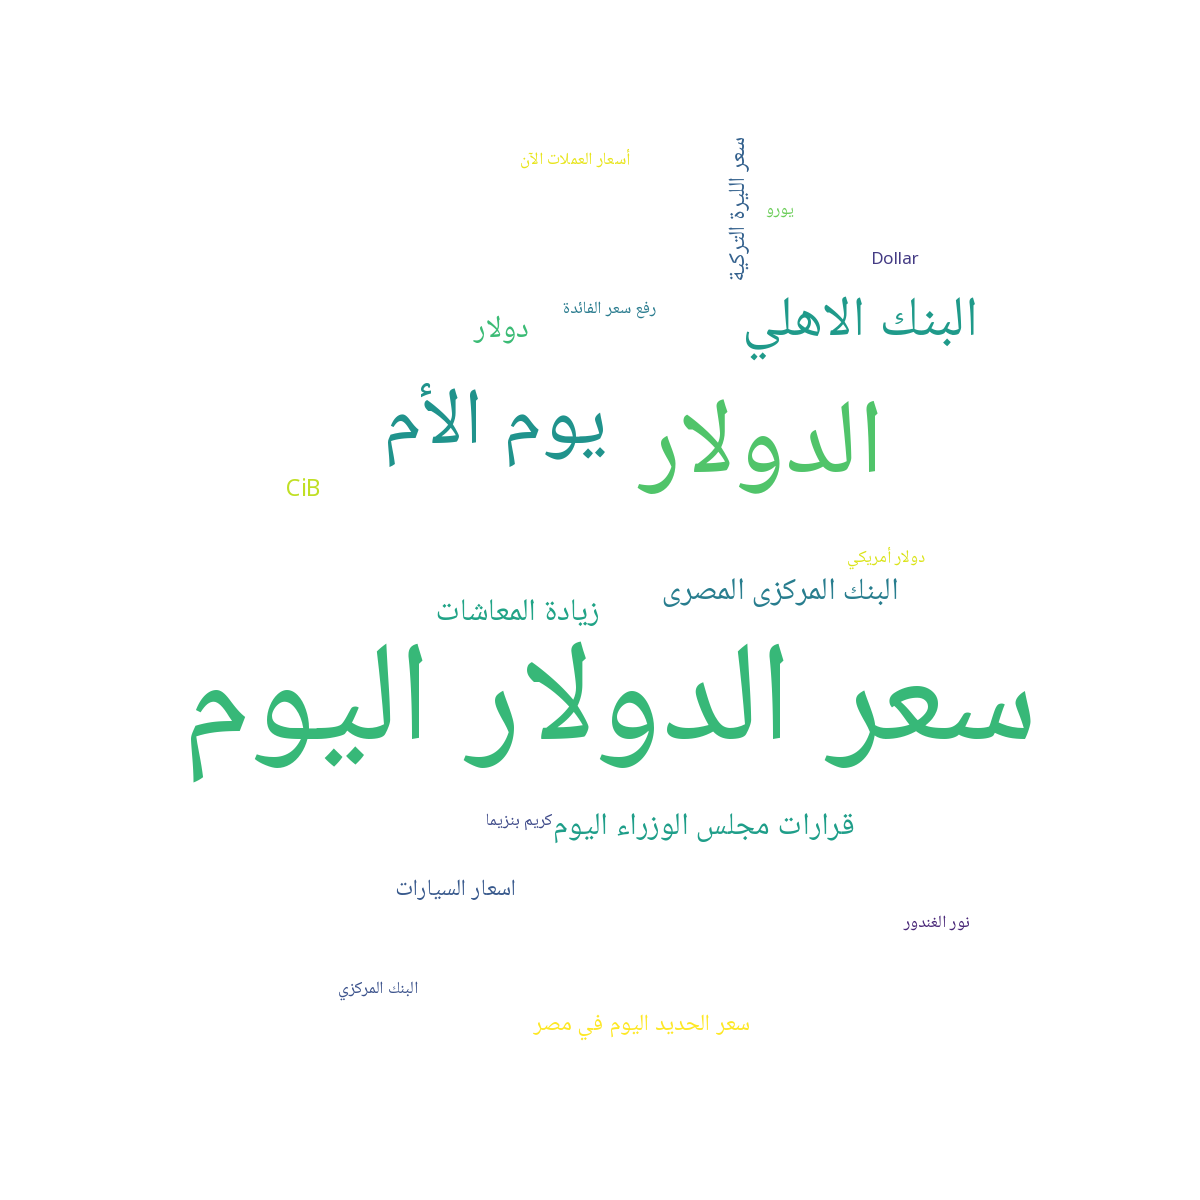 أسعار العملات الآن
سعر الليرة التركية
يورو
Dollar
رفع سعر الفائدة
البنك الاهلي
دولار
يوم الأم
الدولار
CiB
دولار أمريكي
البنك المركزى المصرى
زيادة المعاشات
سعر الدولار اليوم
قرارات مجلس الوزراء اليوم
كريم بنزيما
اسعار السيارات
نور الغندور
البنك المركزي
سعر الحديد اليوم في مصر